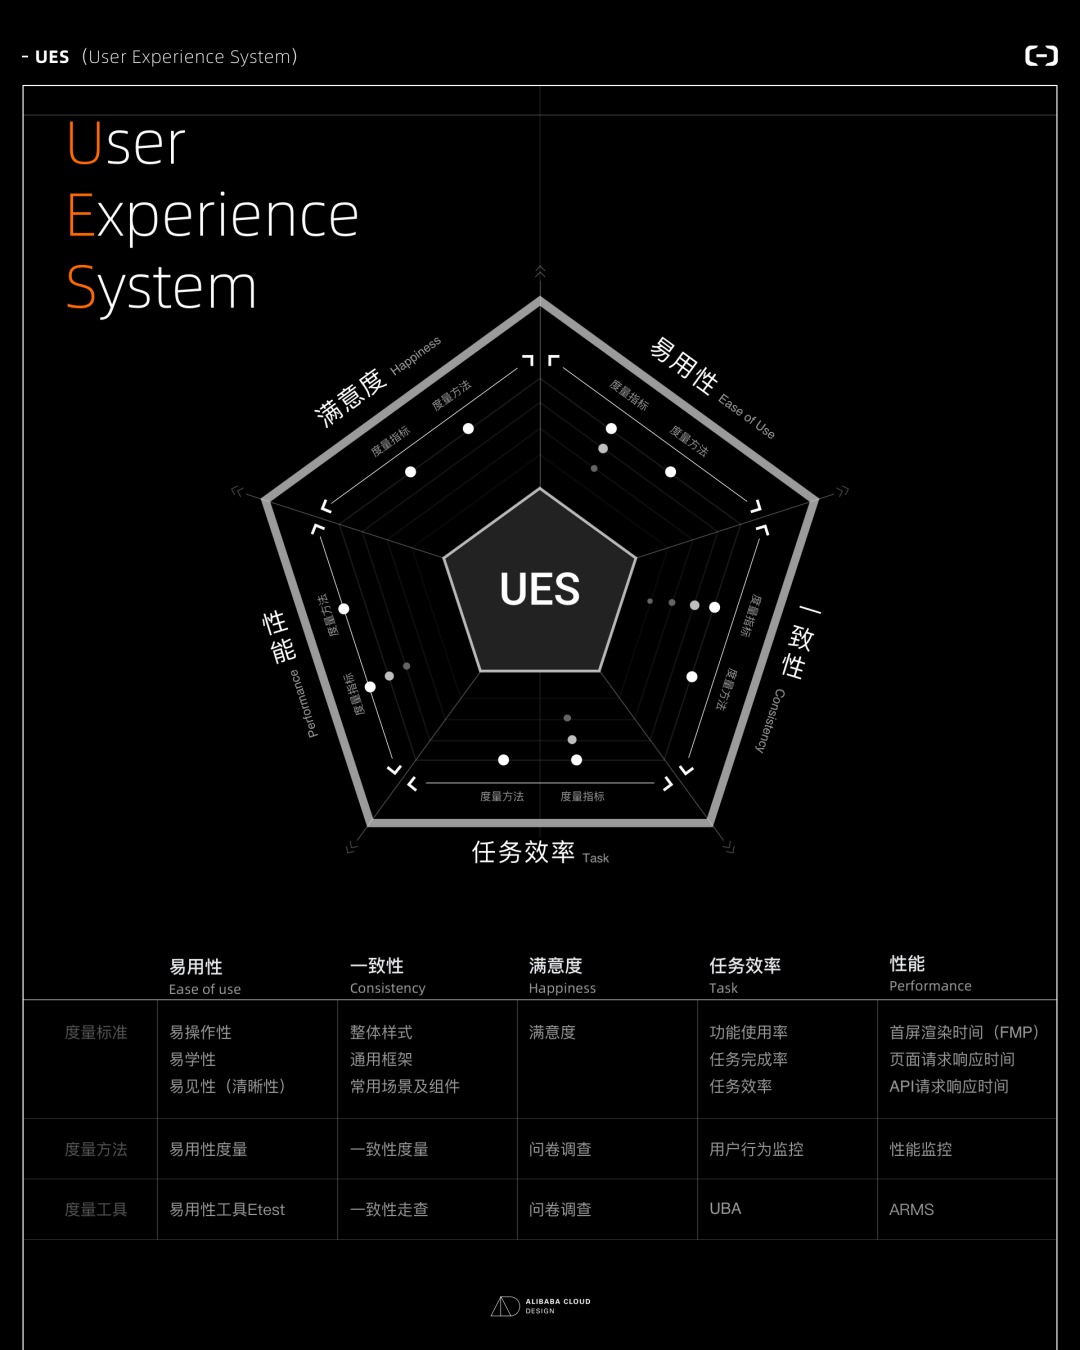 - UES（User Experience System）
User
Experience
System
满意度 Happiness
易用性 Ease of Use
度量方法
度量指标
度量指标
度量方法
UES
性能 Performance
度量方法
度量指标
一致性 Consistency
度量指标
度量方法
度量方法 度量指标
任务效率 Task
易用性 一致性 满意度 任务效率 性能
Ease of use Consistency Happiness Task Performance
度量标准 易操作性 整体样式 满意度 功能使用率 首屏渲染时间（FMP）
易学性 通用框架 任务完成率 页面请求响应时间
易见性（清晰性） 常用场景及组件 任务效率 API请求响应时间
度量方法 易用性度量 一致性度量 问卷调查 用户行为监控 性能监控
度量工具 易用性工具Etest 一致性走查 问卷调查 UBA ARMS
ALIBABA CLOUD
DESIGN